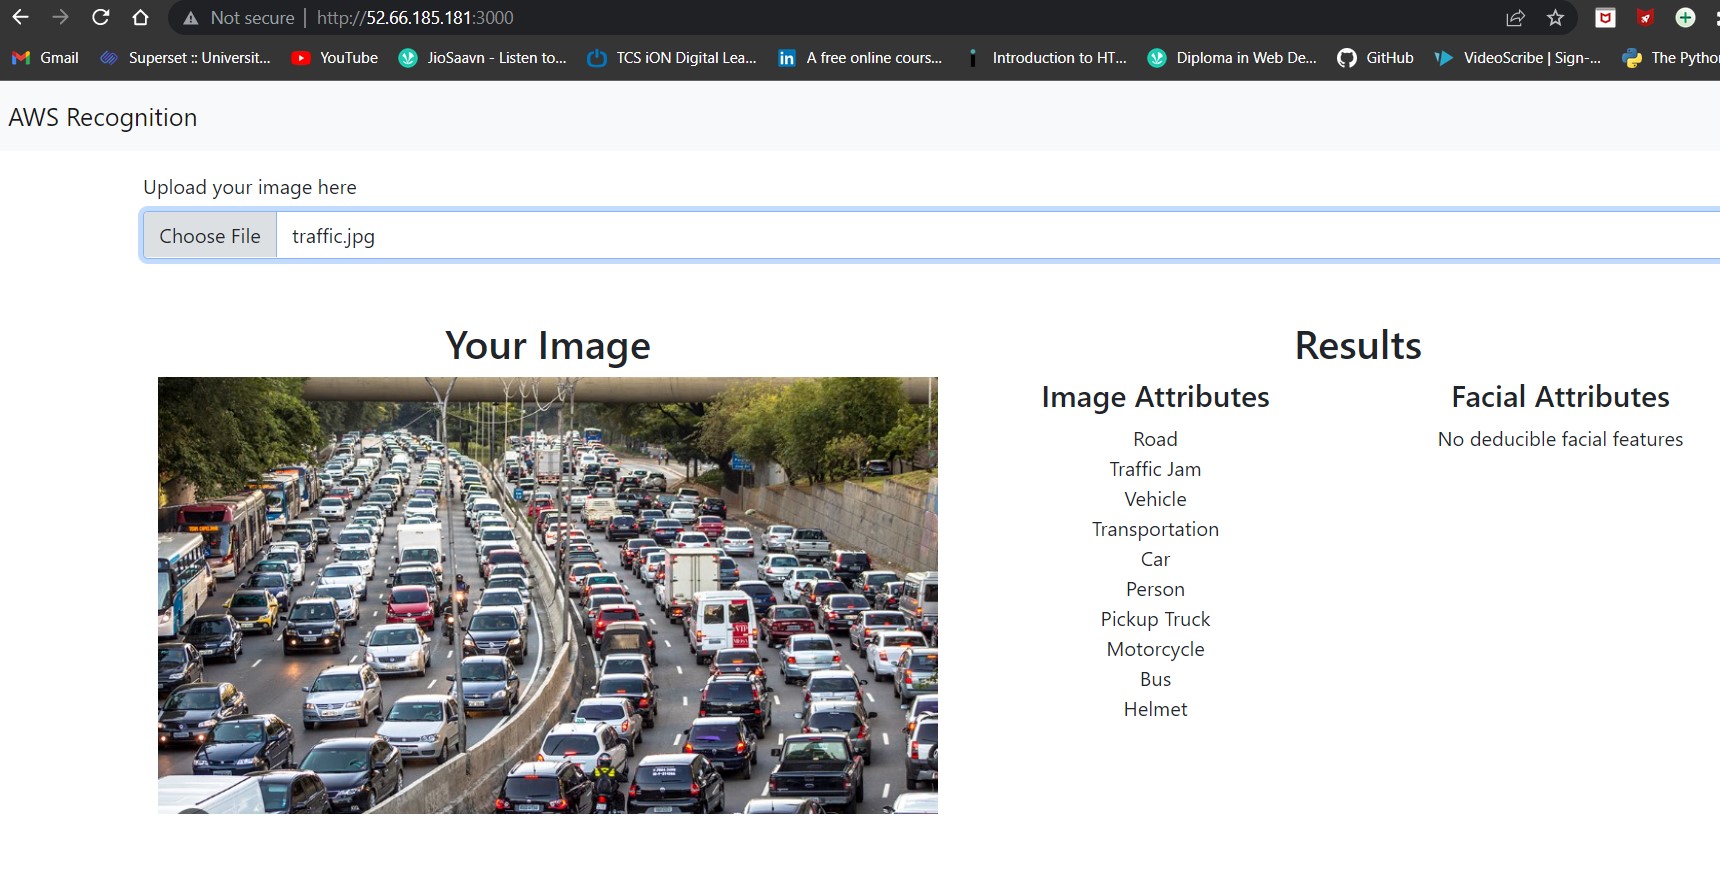 Not secure | http://52.66.185.181:3000
Gmail Superset :: Universit... YouTube JioSaavn - Listen to... TCS iON Digital Lea... A free online cours... Introduction to HT... Diploma in Web De... GitHub VideoScribe | Sign-... The Pytho
AWS Recognition
Upload your image here
Choose File traffic.jpg
Your Image
Results
Image Attributes
Road
Traffic Jam
Vehicle
Transportation
Car
Person
Pickup Truck
Motorcycle
Bus
Helmet
Facial Attributes
No deducible facial features
VIP